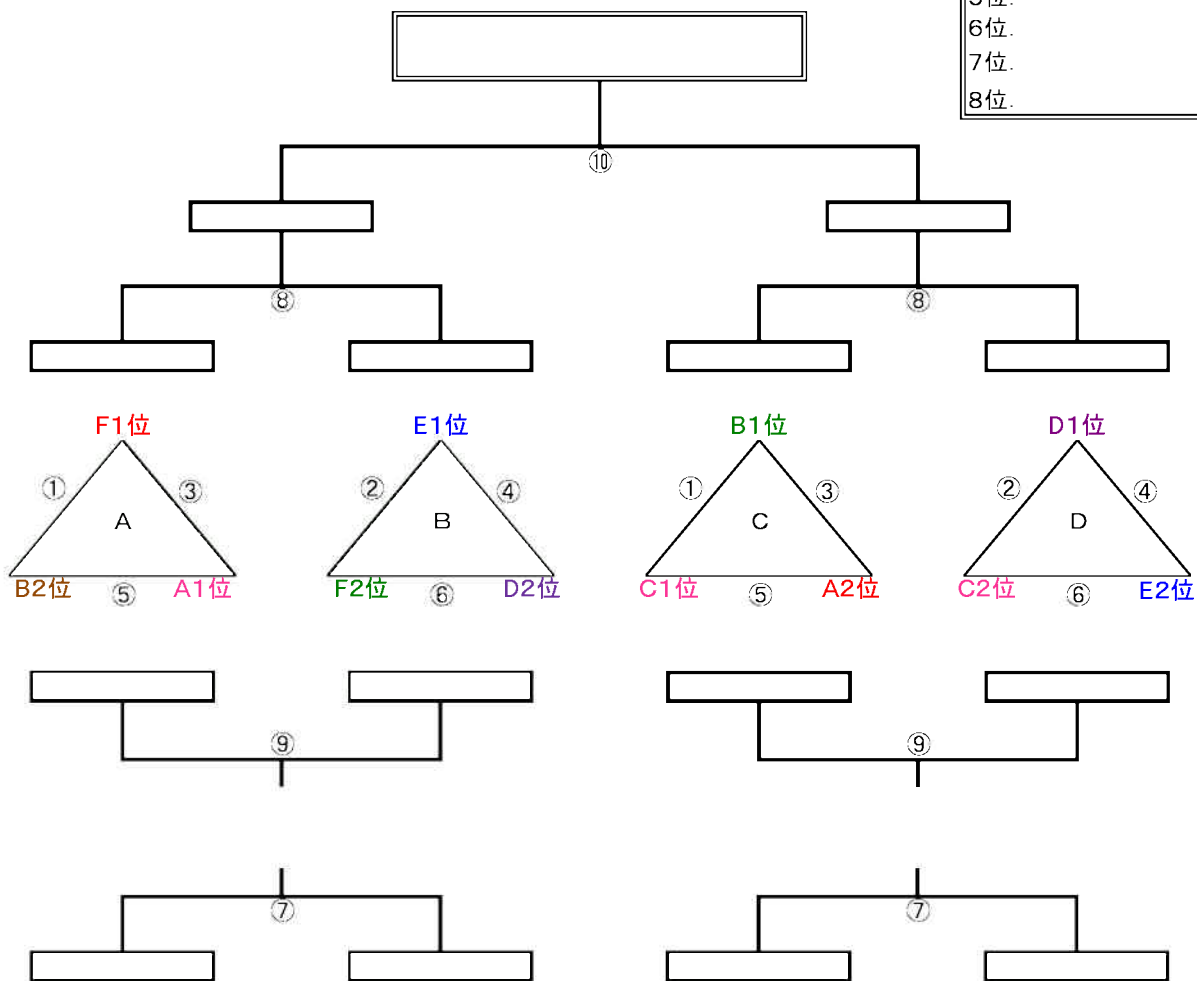 6位.
7位.
8位.
⑩
⑧ ⑧
F1位 E1位 B1位 D1位
① ③ ② ④ ① ③ ② ④
A B C D
B2位 ⑤ A1位 F2位 ⑥ D2位 C1位 ⑤ A2位 C2位 ⑥ E2位
⑨ ⑨
⑦ ⑦